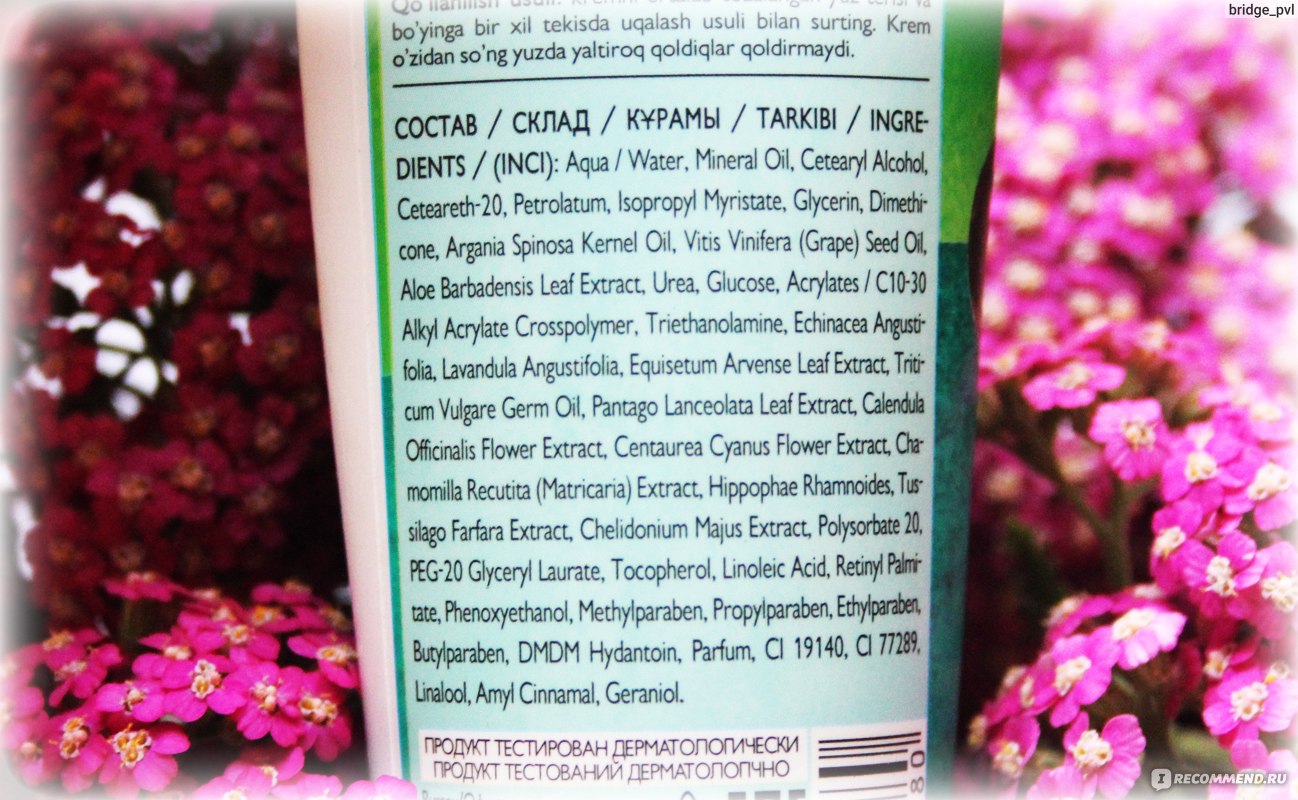 bridge_pvl
Qo'llanilish usuli:
bo'yinga bir xil tekisda uqalash usuli bilan surting. Krem
o'zidan so'ng yuzda yaltiroq qoldiqlar qoldirmaydi.
СОСТАВ / СКЛАД / ҚҰРАМЫ / TARKIBI / INGRE-
DIENTS / (INCI): Aqua / Water, Mineral Oil, Cetearyl Alcohol,
Ceteareth-20, Petrolatum, Isopropyl Myristate, Glycerin, Dimethi-
cone, Argania Spinosa Kernel Oil, Vitis Vinifera (Grape) Seed Oil,
Aloe Barbadensis Leaf Extract, Urea, Glucose, Acrylates / C10-30
Alkyl Acrylate Crosspolymer, Triethanolamine, Echinacea Angusti-
folia, Lavandula Angustifolia, Equisetum Arvense Leaf Extract, Triti-
cum Vulgare Germ Oil, Pantago Lanceolata Leaf Extract, Calendula
Officinalis Flower Extract, Centaurea Cyanus Flower Extract, Cha-
momilla Recutita (Matricaria) Extract, Hippophae Rhamnoides, Tus-
silago Farfara Extract, Chelidonium Majus Extract, Polysorbate 20,
PEG-20 Glyceryl Laurate, Tocopherol, Linoleic Acid, Retinyl Palmi-
tate, Phenoxyethanol, Methylparaben, Propylparaben, Ethylparaben,
Butylparaben, DMDM Hydantoin, Parfum, CI 19140, CI 77289,
Linalool, Amyl Cinnamal, Geraniol.
ПРОДУКТ ТЕСТИРОВАН ДЕРМАТОЛОГИЧЕСКИ
ПРОДУКТ ТЕСТОВАНИЙ ДЕРМАТОЛОГІЧНО
08
IRECOMMEND.RU